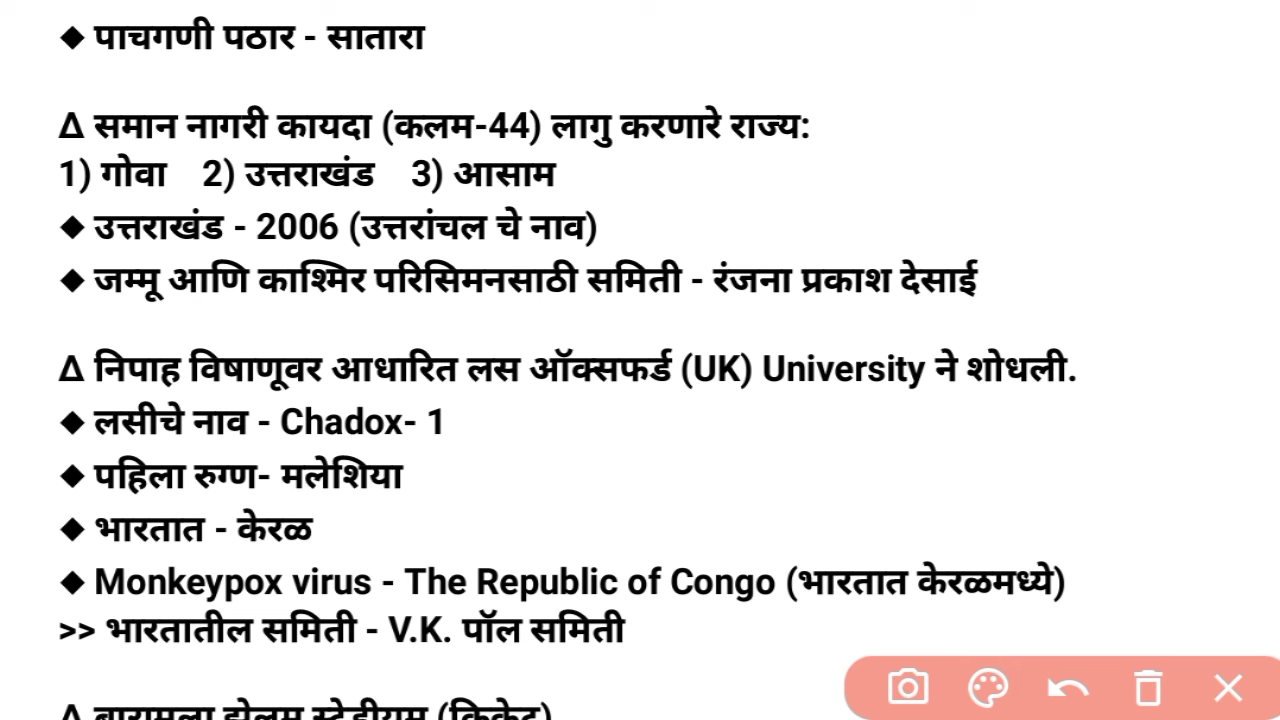 ◆ पाचगणी पठार - सातारा
∆ समान नागरी कायदा (कलम-44) लागु करणारे राज्य:
1) गोवा 2) उत्तराखंड 3) आसाम
◆ उत्तराखंड - 2006 (उत्तरांचल चे नाव)
◆ जम्मू आणि काश्मिर परिसिमनसाठी समिती - रंजना प्रकाश देसाई
∆ निपाह विषाणूवर आधारित लस ऑक्सफर्ड (UK) University ने शोधली.
◆ लसीचे नाव - Chadox- 1
◆ पहिला रुग्ण- मलेशिया
◆ भारतात - केरळ
◆ Monkeypox virus - The Republic of Congo (भारतात केरळमध्ये)
>> भारतातील समिती - V.K. पॉल समिती
∆ बारामुला झेलम स्टेडीयम (क्रिकेट)